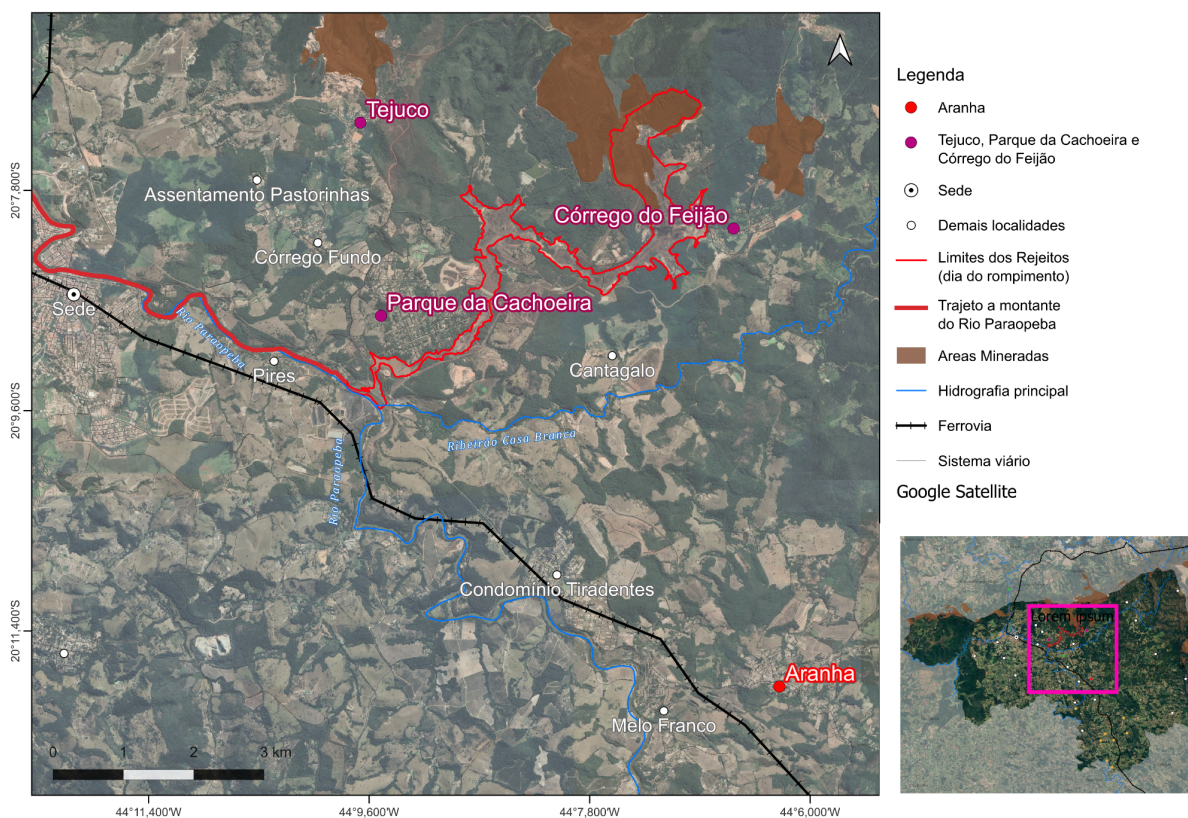 Tejuco
Assentamento Pastorinhas
Córrego do Feijão
Córrego Fundo
Sede
Parque da Cachoeira
Rio Paraopeba
Pires
Cantagalo
Ribeirão Casa Branca
Rio Paraopeba
Condomínio Tiradentes
Aranha
Melo Franco
0 1 2 3 km
20°7,800'S
20°9,600'S
20°11,400'S
44°11,400'W 44°9,600'W 44°7,800'W 44°6,000'W
Legenda
Aranha
Tejuco, Parque da Cachoeira e
Córrego do Feijão
Sede
Demais localidades
Limites dos Rejeitos
(dia do rompimento)
Trajeto a montante
do Rio Paraopeba
Areas Mineradas
Hidrografia principal
Ferrovia
Sistema viário
Google Satellite
Lorem ipsum